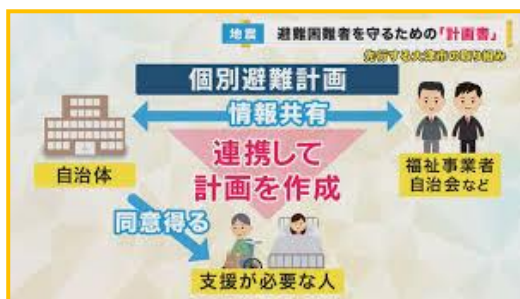 地震 避難困難者を守るための「計画書」
先行する大津市の取り組み
個別避難計画
情報共有
自治体
連携して
計画を作成
福祉事業者
自治会など
同意得る
支援が必要な人